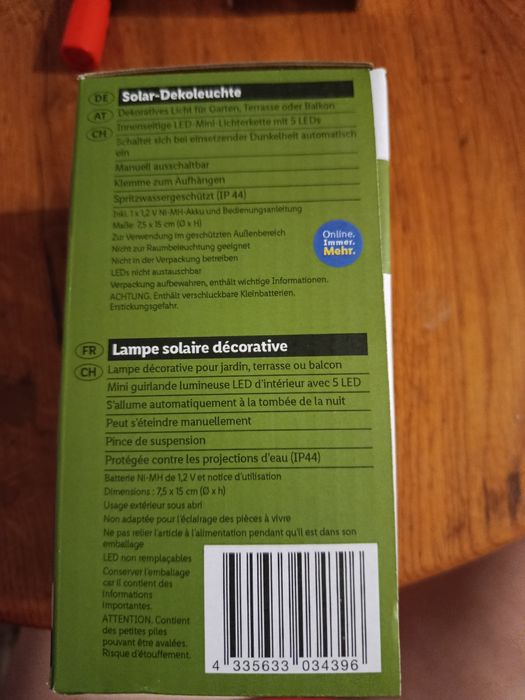 DE
AT
CH
Solar-Dekoleuchte
Dekoratives Licht für Garten, Terrasse oder Balkon
Innenseitige LED-Mini-Lichterkette mit 5 LEDs
Schaltet sich bei einsetzender Dunkelheit automatisch
ein
Manuell ausschaltbar
Klemme zum Aufhängen
Spritzwassergeschützt (IP 44)
Inkl. 1 x 1,2 V Ni-MH-Akku und Bedienungsanleitung
Maße: 7,5 x 15 cm (Ø x H)
Zur Verwendung im geschützten Außenbereich
Nicht zur Raumbeleuchtung geeignet
Nicht in der Verpackung betreiben
LEDs nicht austauschbar
Verpackung aufbewahren, enthält wichtige Informationen.
ACHTUNG. Enthält verschluckbare Kleinbatterien.
Erstickungsgefahr.
Online.
Immer.
Mehr.
FR
CH
Lampe solaire décorative
Lampe décorative pour jardin, terrasse ou balcon
Mini guirlande lumineuse LED d'intérieur avec 5 LED
S'allume automatiquement à la tombée de la nuit
Peut s'éteindre manuellement
Pince de suspension
Protégée contre les projections d'eau (IP44)
Batterie Ni-MH de 1,2 V et notice d'utilisation
Dimensions : 7,5 x 15 cm (Ø x h)
Usage extérieur sous abri
Non adaptée pour l'éclairage des pièces à vivre
Ne pas relier l'article à l'alimentation pendant qu'il est dans son
emballage
LED non remplaçables
Conserver l'emballage
car il contient des
informations
importantes.
ATTENTION. Contient
des petites piles
pouvant être avalées.
Risque d'étouffement.
4 335633 034396